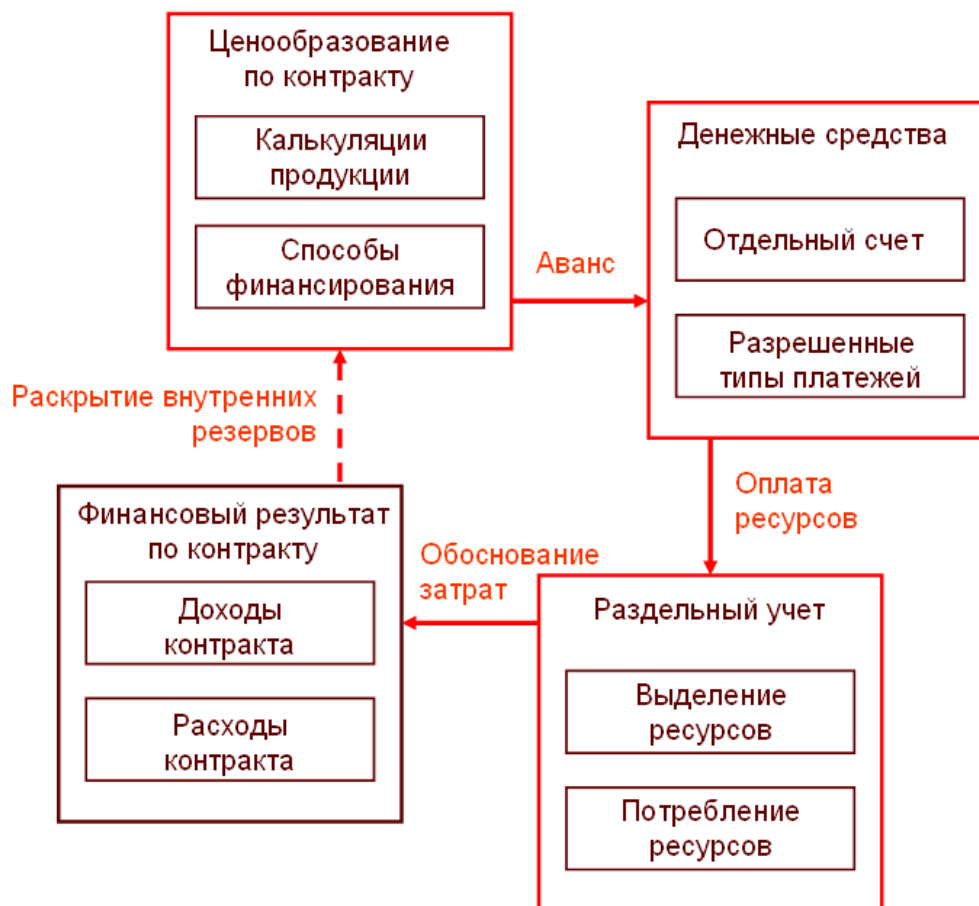 Ценообразование
по контракту
Калькуляции
продукции
Способы
финансирования
Аванс
Денежные средства
Отдельный счет
Разрешенные
типы платежей
Оплата
ресурсов
Раздельный учет
Выделение
ресурсов
Потребление
ресурсов
Обоснование
затрат
Финансовый результат
по контракту
Доходы
контракта
Расходы
контракта
Раскрытие внутренних
резервов